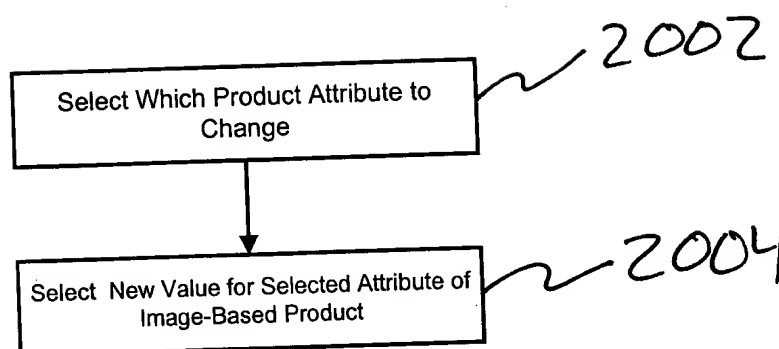 2002
Select Which Product Attribute to
Change
2004
Select New Value for Selected Attribute of
Image-Based Product